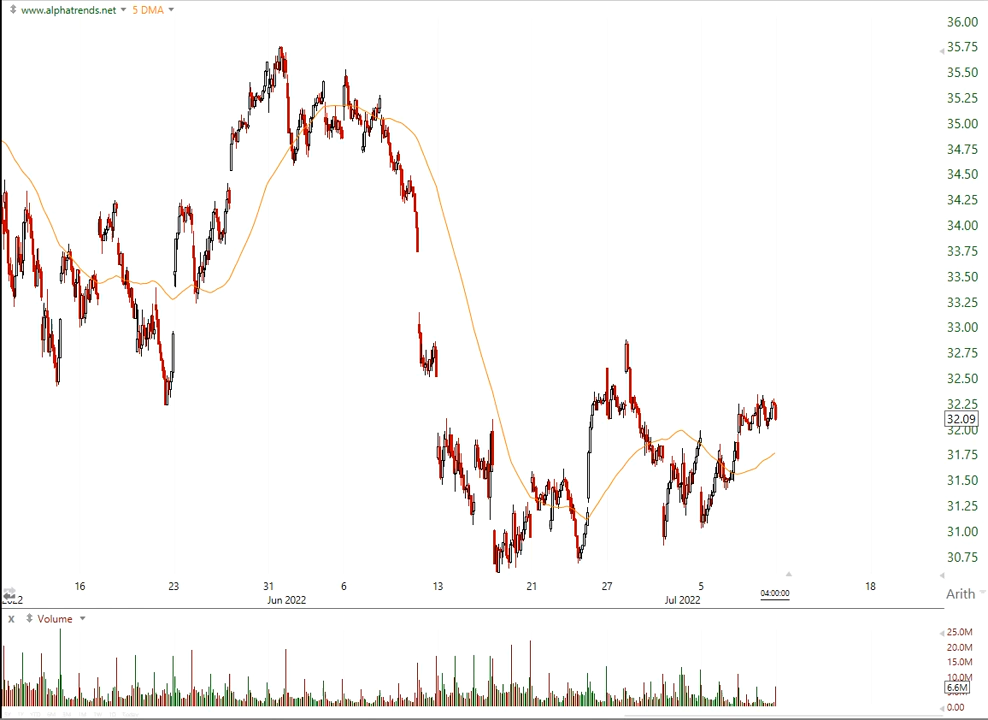 www.alphatrends.net 5 DMA
36.00
35.75
35.50
35.25
35.00
34.75
34.50
34.25
34.00
33.75
33.50
33.25
33.00
32.75
32.50
32.25
32.09
32.00
31.75
31.50
31.25
31.00
30.75
16 23 31 6 13 21 27 5 18
2022 Jun 2022 Jul 2022 04:00:00 Arith
x Volume
25.0M
20.0M
15.0M
10.0M
6.6M
0.00